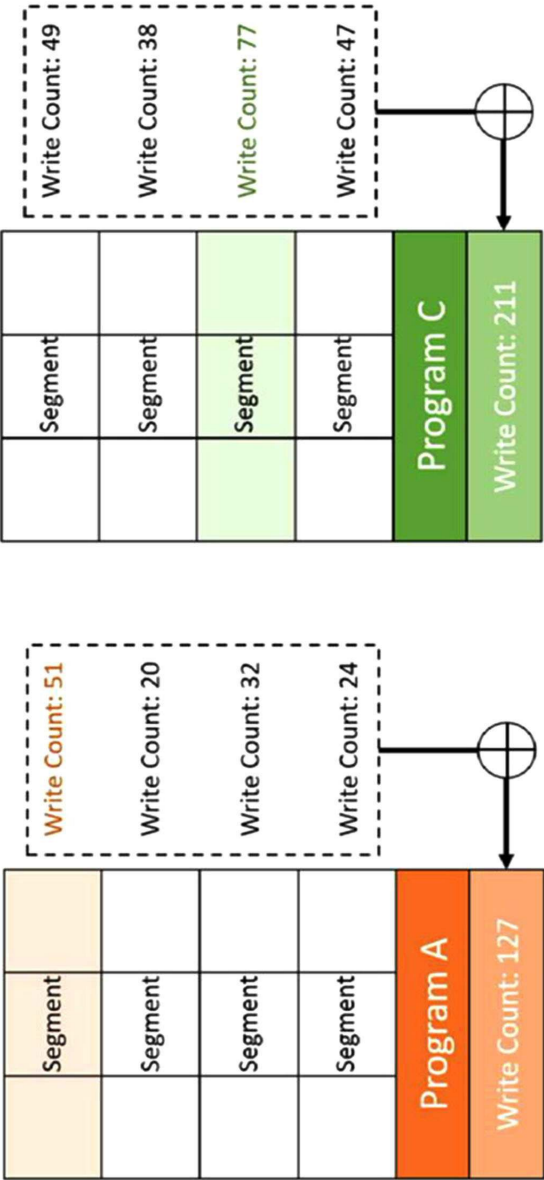 Segment
Write Count: 51
Segment
Write Count: 20
Segment
Write Count: 32
Segment
Write Count: 24
Program A
Write Count: 127
Segment
Write Count: 49
Segment
Write Count: 38
Segment
Write Count: 77
Segment
Write Count: 47
Program C
Write Count: 211